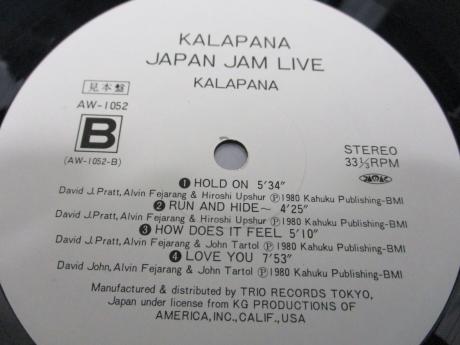 KALAPANA
JAPAN JAM LIVE
KALAPANA
見本盤
AW-1052
B
(AW-1052-B)
STEREO
33⅓RPM
❶ HOLD ON 5'34"
David J.Pratt, Alvin Fejarang & Hiroshi Upshur Ⓟ1980 Kahuku Publishing-BMI
❷ RUN AND HIDE~ 4'25"
David J.Pratt, Alvin Fejarang & Hiroshi Upshur Ⓟ1980 Kahuku Publishing-BMI
❸ HOW DOES IT FEEL 5'10"
David J.Pratt, Alvin Fejarang & John Tartol Ⓟ1980 Kahuku Publishing-BMI
❹ LOVE YOU 7'53"
David John, Alvin Fejarang & John Tartol Ⓟ1980 Kahuku Publishing-BMI
Manufactured & distributed by TRIO RECORDS TOKYO,
Japan under license from KG PRODUCTIONS OF
AMERICA, INC., CALIF., USA